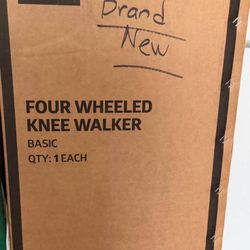 Brand
New
FOUR WHEELED
KNEE WALKER
BASIC
QTY: 1 EACH